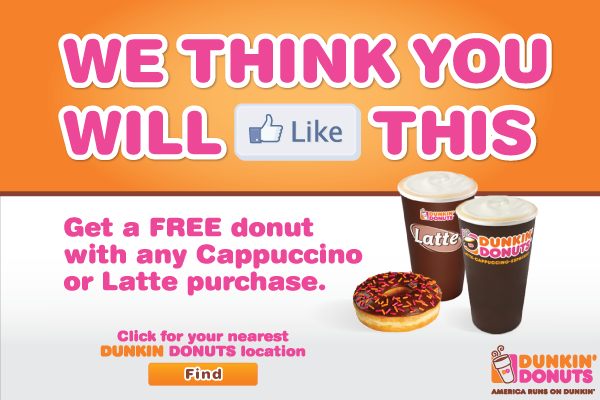 WE THINK YOU
WILL Like THIS
Get a FREE donut
with any Cappuccino
or Latte purchase.
Latte
DUNKIN'
DONUTS
Click for your nearest
DUNKIN DONUTS location
Find
DUNKIN'
DONUTS
AMERICA RUNS ON DUNKIN'